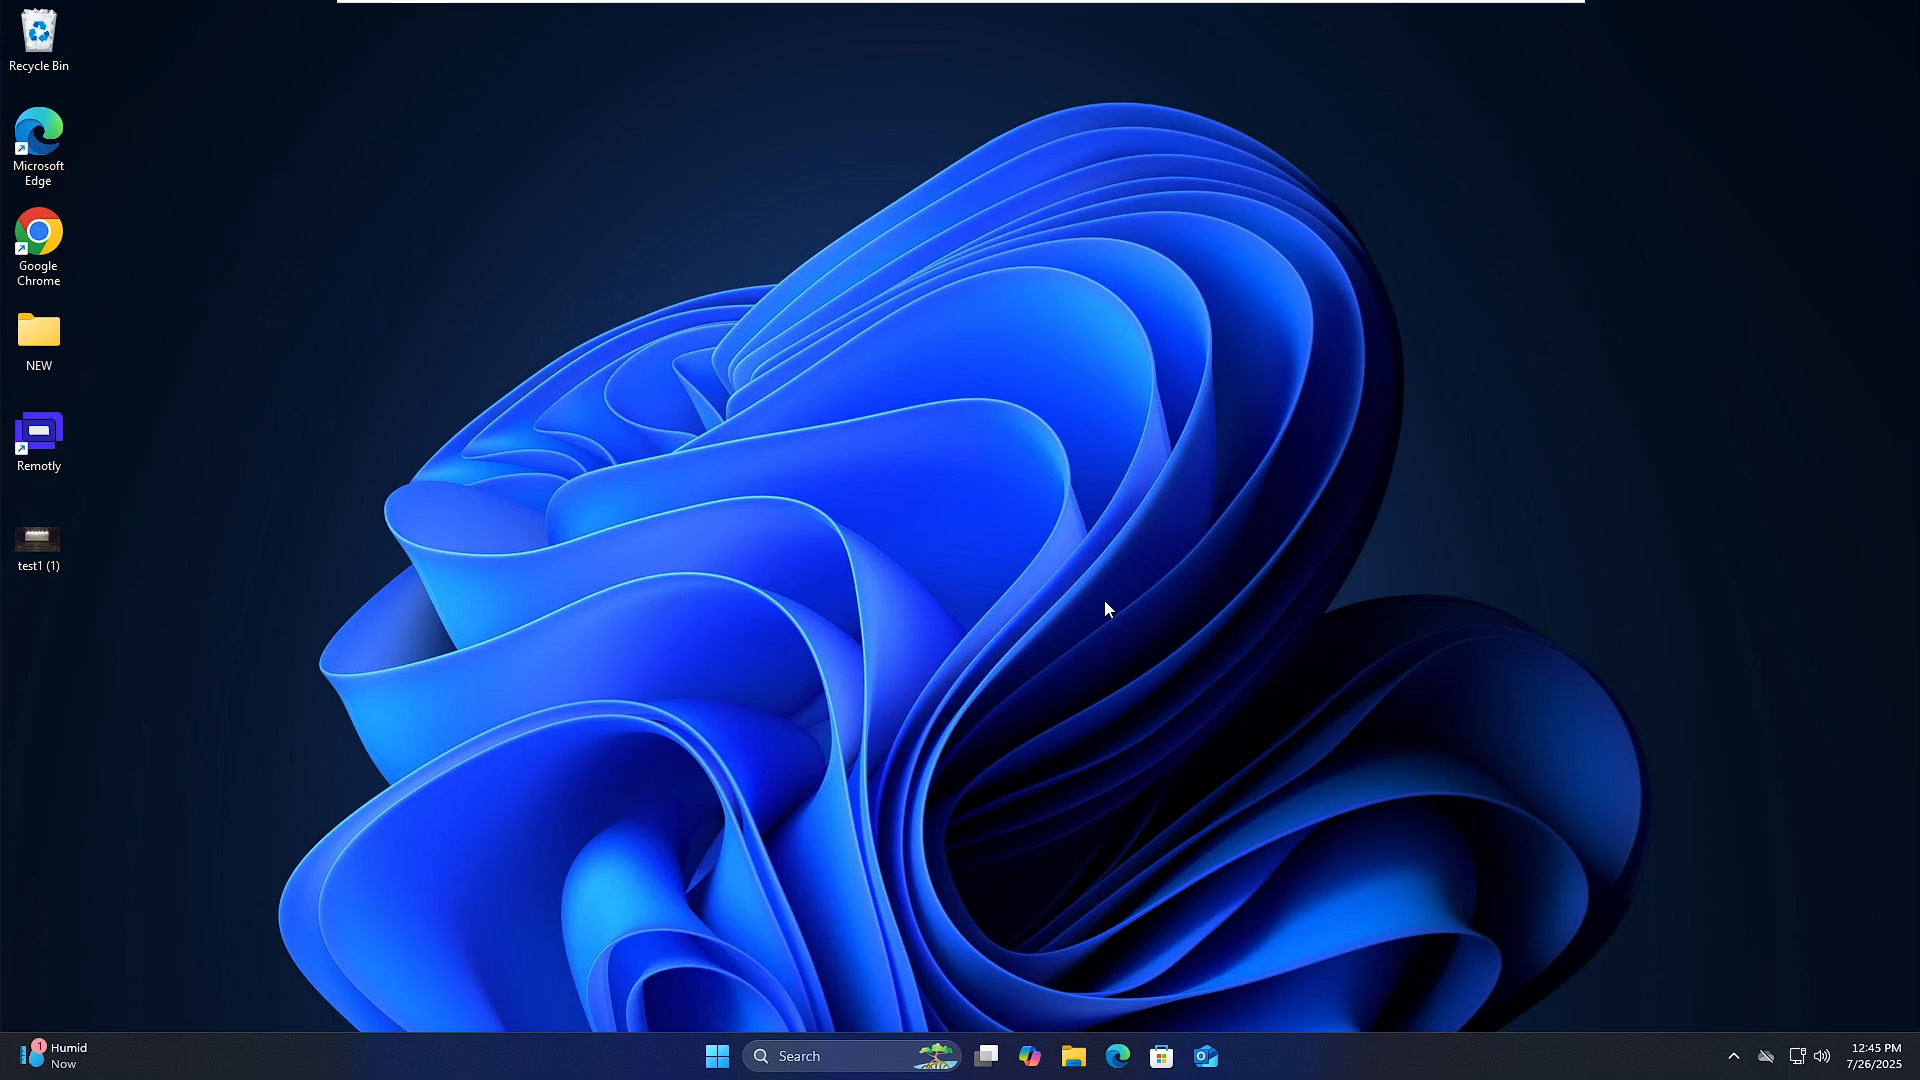 Recycle Bin
Microsoft
Edge
Google
Chrome
NEW
Remotly
test1 (1)
1
Humid
Now
Search
12:45 PM
7/26/2025